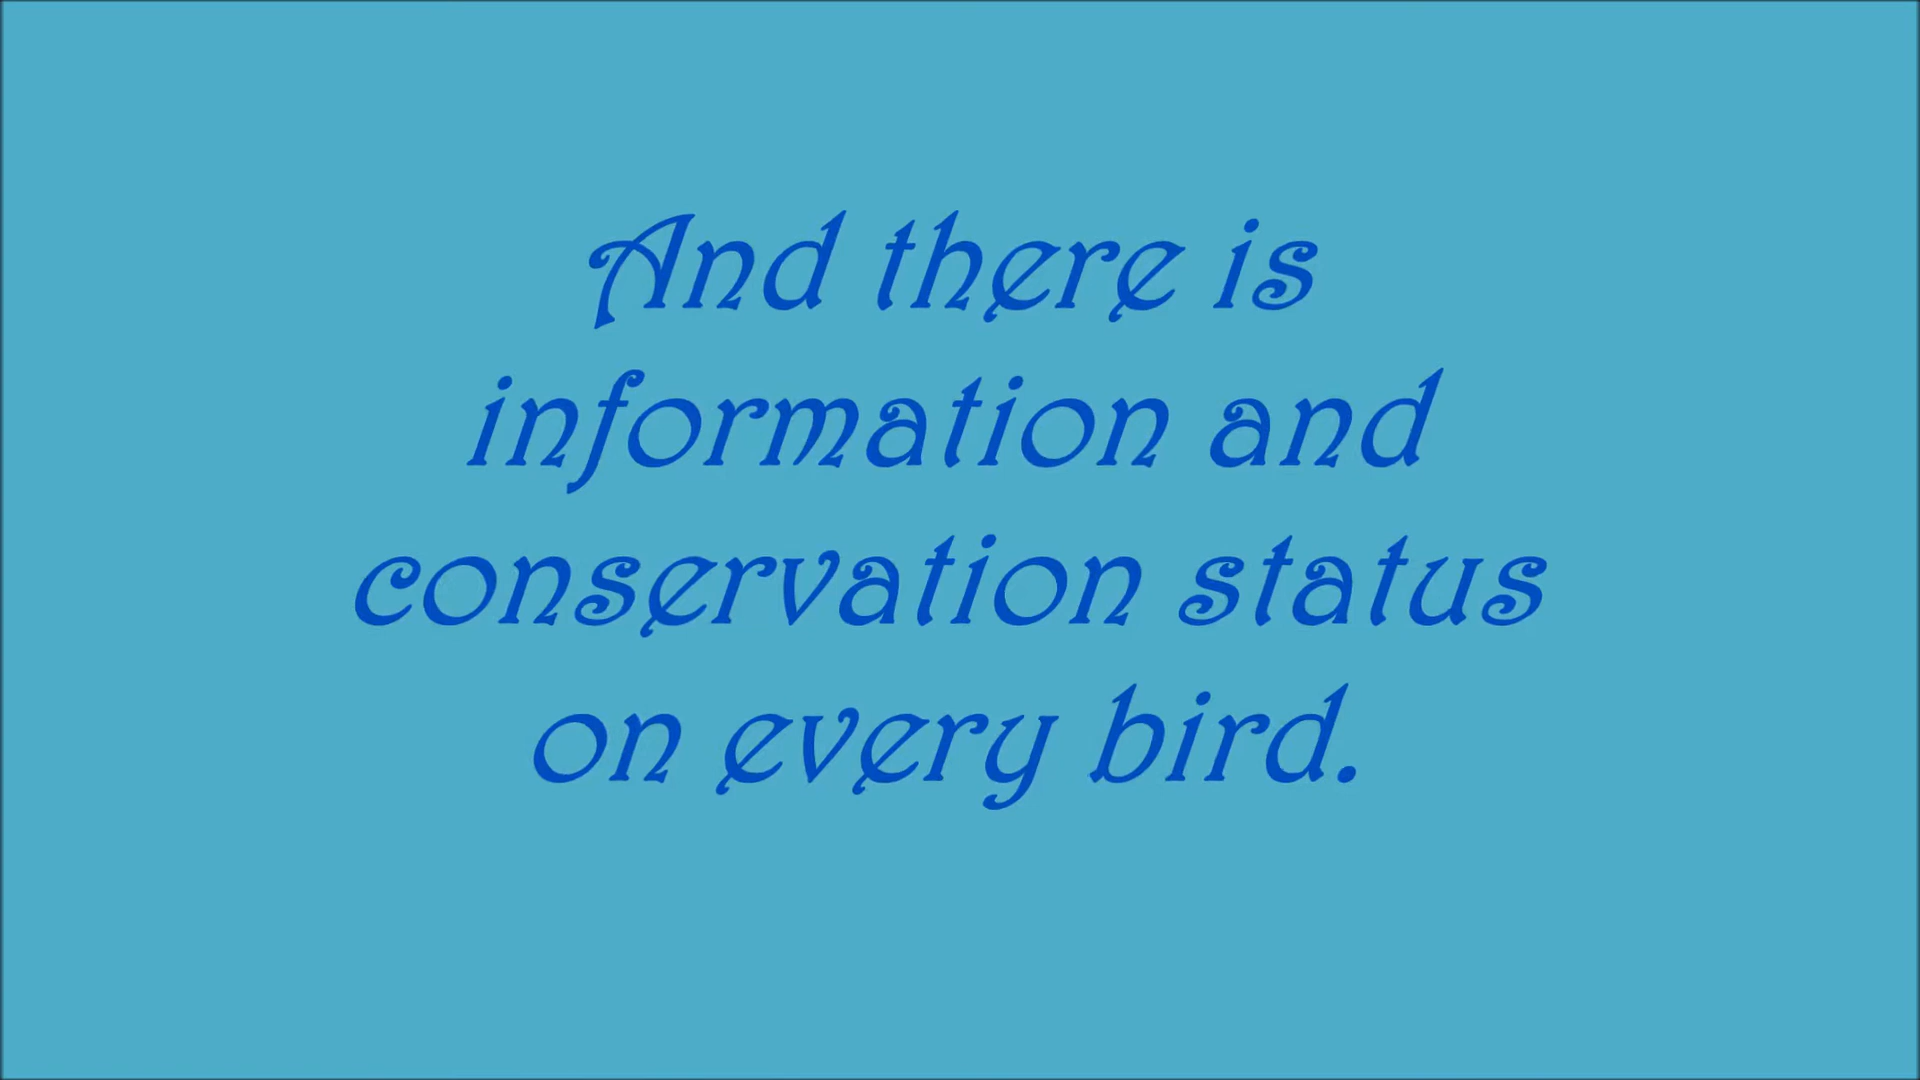 And there is
information and
conservation status
on every bird.